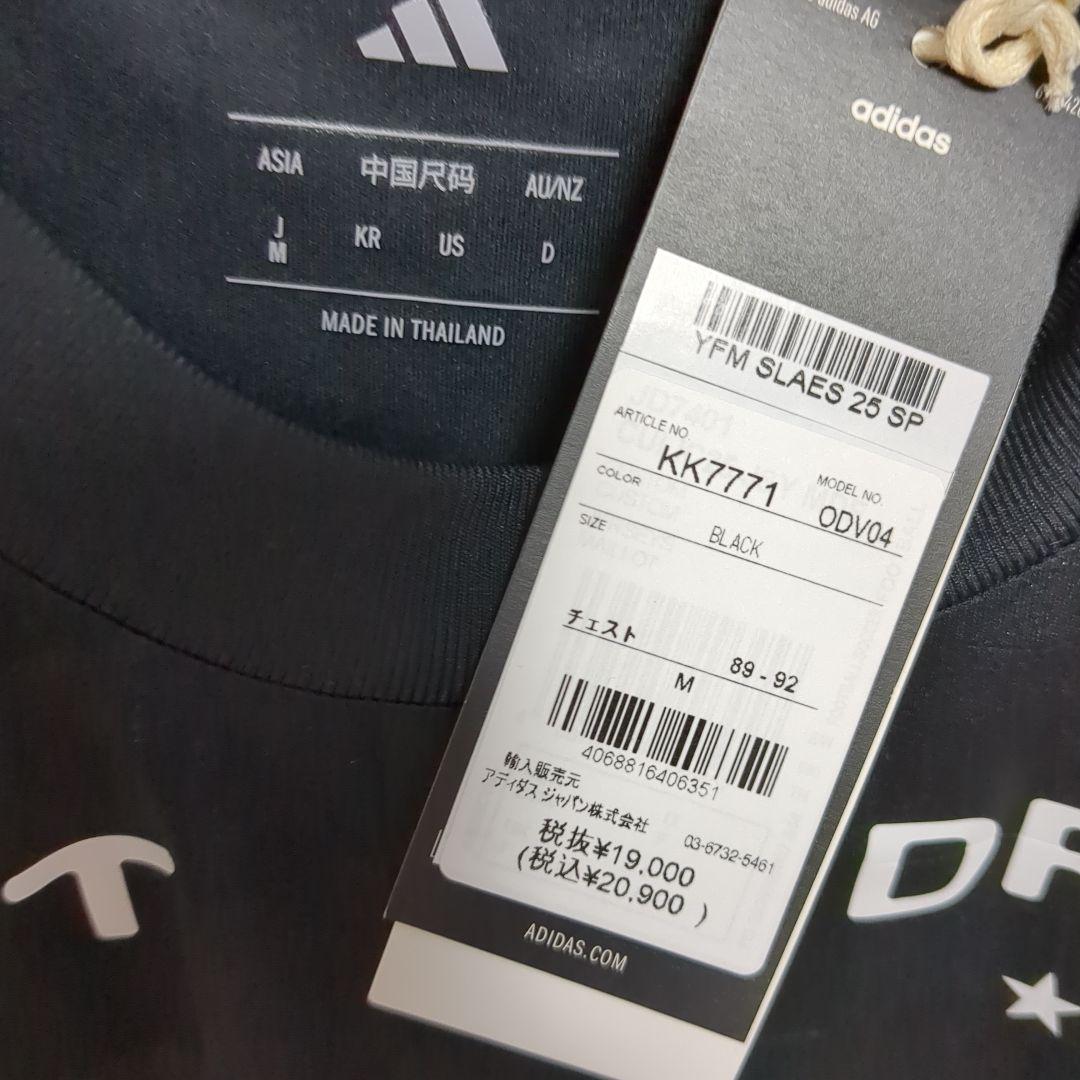 ASIA 中国尺码 AU/NZ
J KR US D
M
MADE IN THAILAND
adidas AG
adidas
YFM SLAES 25 SP
ARTICLE NO.
KK7771
MODEL NO.
ODV04
COLOR
BLACK
SIZE
チェスト
89-92
M
4068816406351
輸入販売元
アディダス ジャパン株式会社 03-6732-5461
税抜¥19,000
(税込¥20,900 )
ADIDAS.COM
T
D